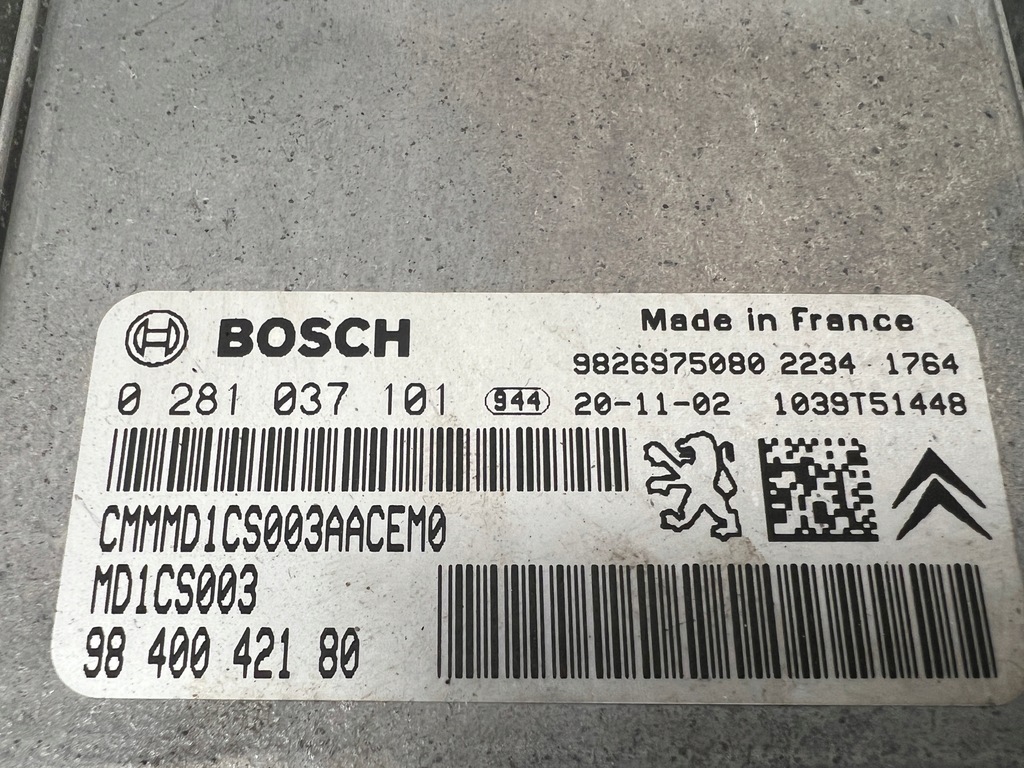 BOSCH
Made in France
9826975080 2234 1764
0 281 037 101 944 20-11-02 1039T51448
CMMMD1CS003AACEM0
MD1CS003
98 400 421 80